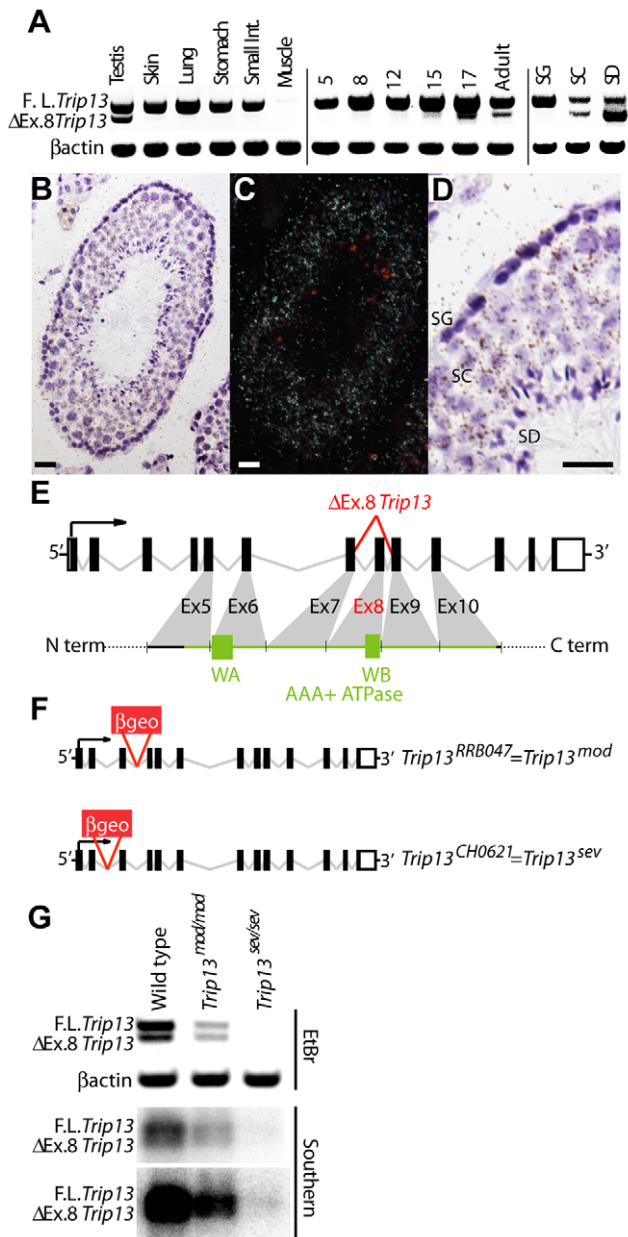 A
Testis
Skin
Lung
Stomach
Small Int.
Muscle
5
8
12
15
17
Adult
SG
SC
SD
F. L.Trip13
ΔEx.8Trip13
βactin
B
C
D
SG
SC
SD
E
ΔEx.8 Trip13
5′
3′
Ex5
Ex6
Ex7
Ex8
Ex9
Ex10
N term
C term
WA
WB
AAA+ ATPase
F
βgeo
5′
3′
Trip13RRB047=Trip13mod
βgeo
5′
3′
Trip13CH0621=Trip13sev
G
Wild type
Trip13mod/mod
Trip13sev/sev
F.L.Trip13
ΔEx.8 Trip13
βactin
EtBr
F.L.Trip13
ΔEx.8 Trip13
F.L.Trip13
ΔEx.8 Trip13
Southern